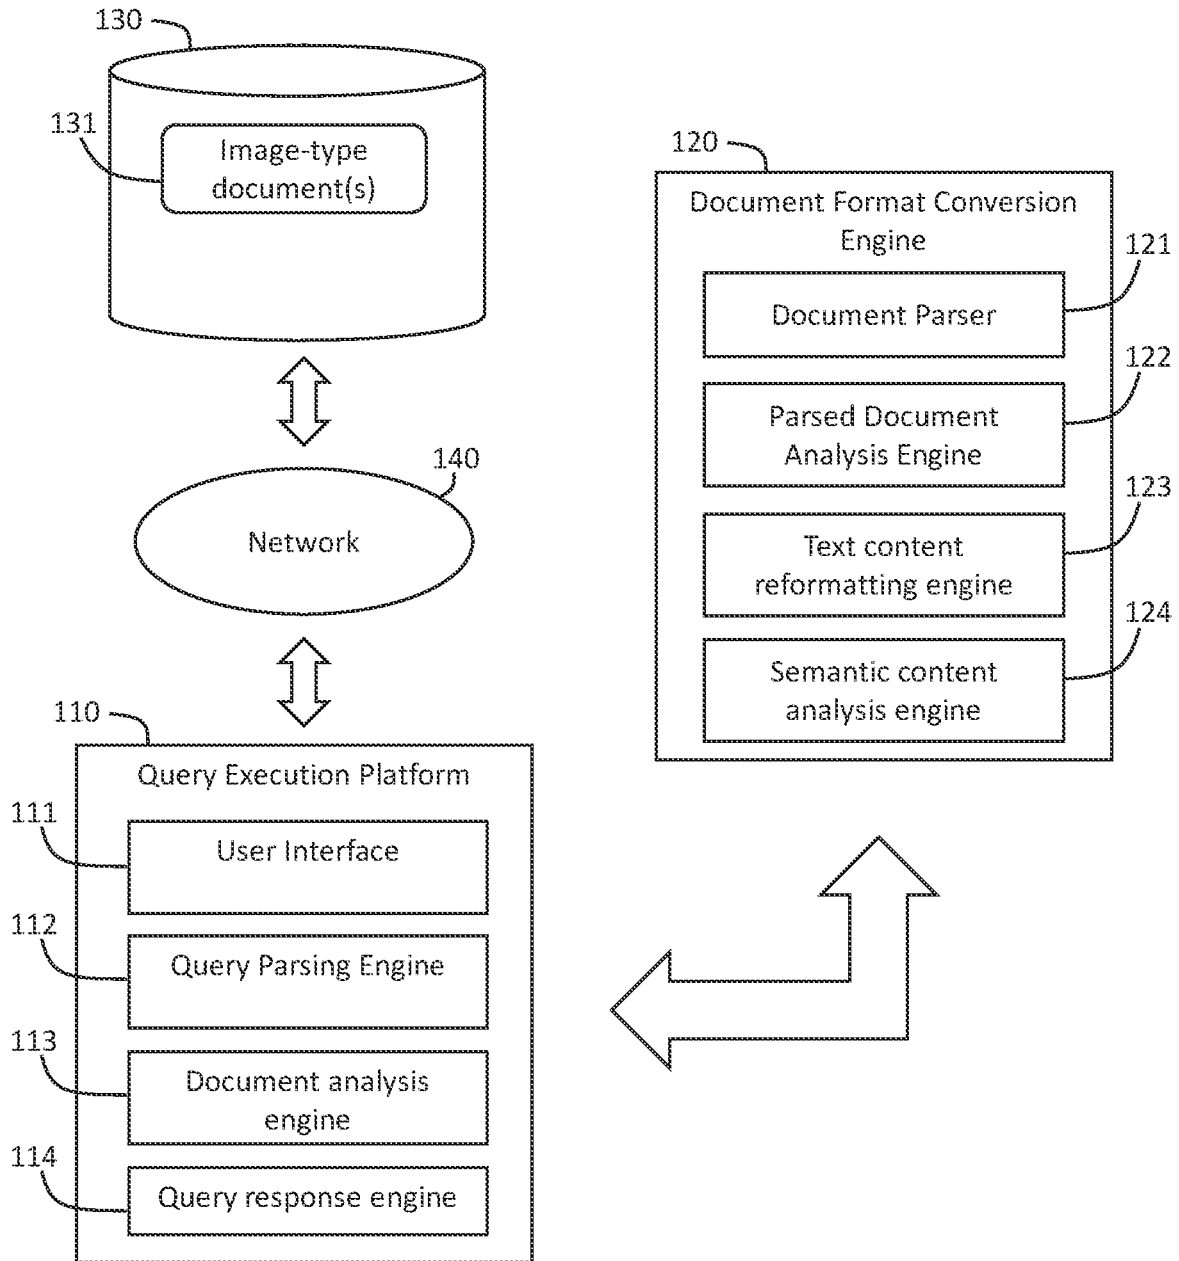 130
131
Image-type
document(s)
140
Network
110
Query Execution Platform
111
User Interface
112
Query Parsing Engine
113
Document analysis
engine
114
Query response engine
120
Document Format Conversion
Engine
121
Document Parser
122
Parsed Document
Analysis Engine
123
Text content
reformatting engine
124
Semantic content
analysis engine